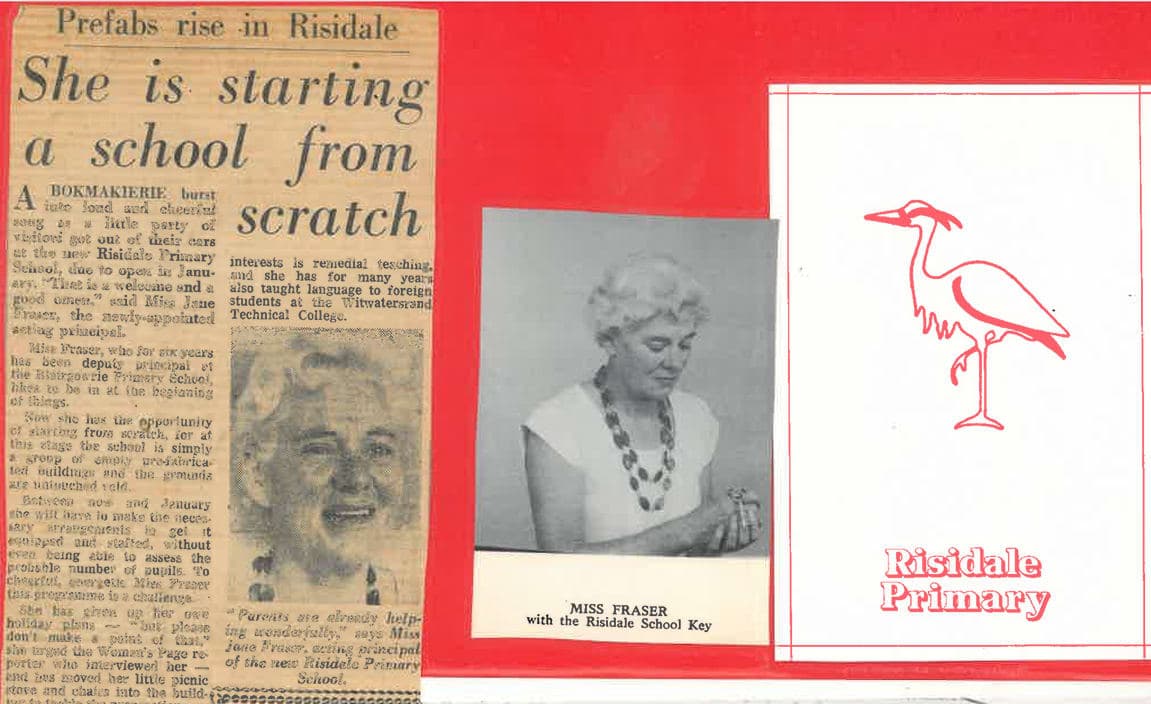 Prefabs rise in Risidale
She is starting
a school from
scratch
A BOKMAKIERIE burst
into loud and cheerful
song as a little party of
visitors got out of their cars
at the new Risidale Primary
School, due to open in Janu-
ary. "That is a welcome and a
good omen," said Miss Jane
Fraser, the newly-appointed
acting principal.
Miss Fraser, who for six years
has been deputy principal at
the Blairgowrie Primary School,
likes to be in at the beginning
of things.
Now she has the opportunity
of starting from scratch, for at
this stage the school is simply
a group of empty pre-fabrica-
ted buildings and the grounds
are untouched veld.
Between now and January
she will have to make the neces-
sary arrangements to get it
equipped and staffed, without
even being able to assess the
probable number of pupils. To
cheerful, energetic Miss Fraser
this programme is a challenge.
She has given up her own
holiday plans — "but please
don't make a point of that,"
she urged the Woman's Page re-
porter who interviewed her —
and has moved her little picnic
stove and chairs into the build-
interests is remedial teaching,
and she has for many years
also taught language to foreign
students at the Witwatersrand
Technical College.
"Parents are already help-
ing wonderfully," says Miss
Jane Fraser, acting principal
of the new Risidale Primary
School.
MISS FRASER
with the Risidale School Key
Risidale
Primary